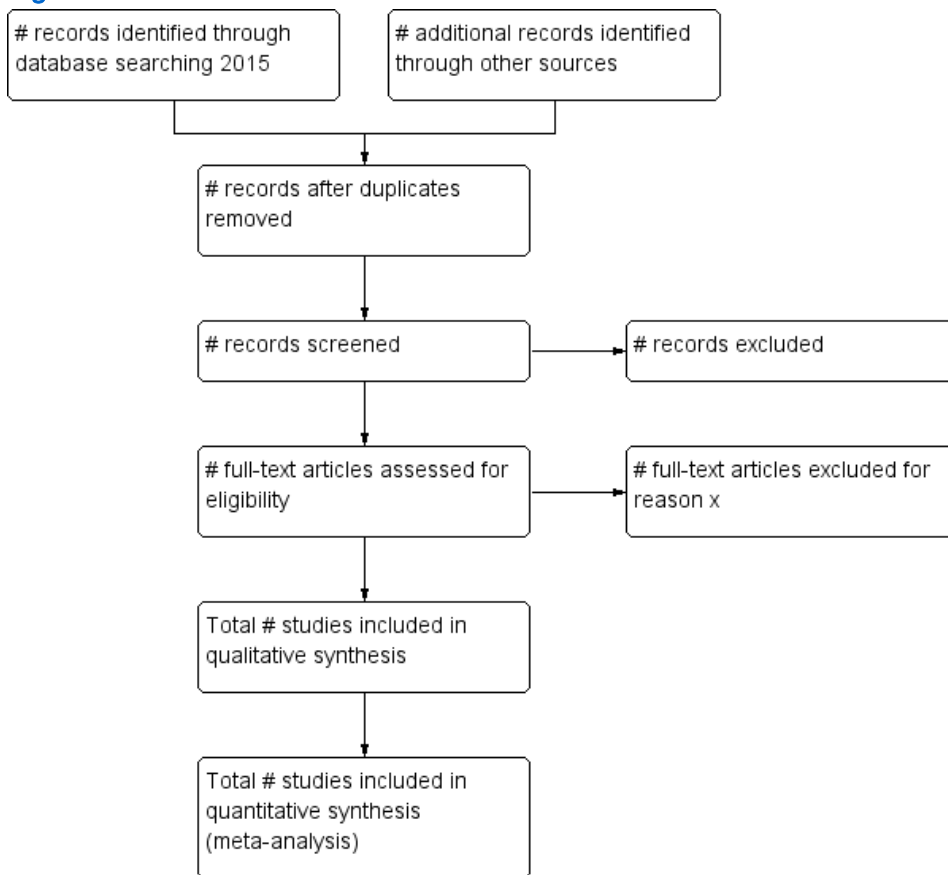 # records identified through
database searching 2015
# additional records identified
through other sources
# records after duplicates
removed
# records screened
# records excluded
# full-text articles assessed for
eligibility
# full-text articles excluded for
reason x
Total # studies included in
qualitative synthesis
Total # studies included in
quantitative synthesis
(meta-analysis)